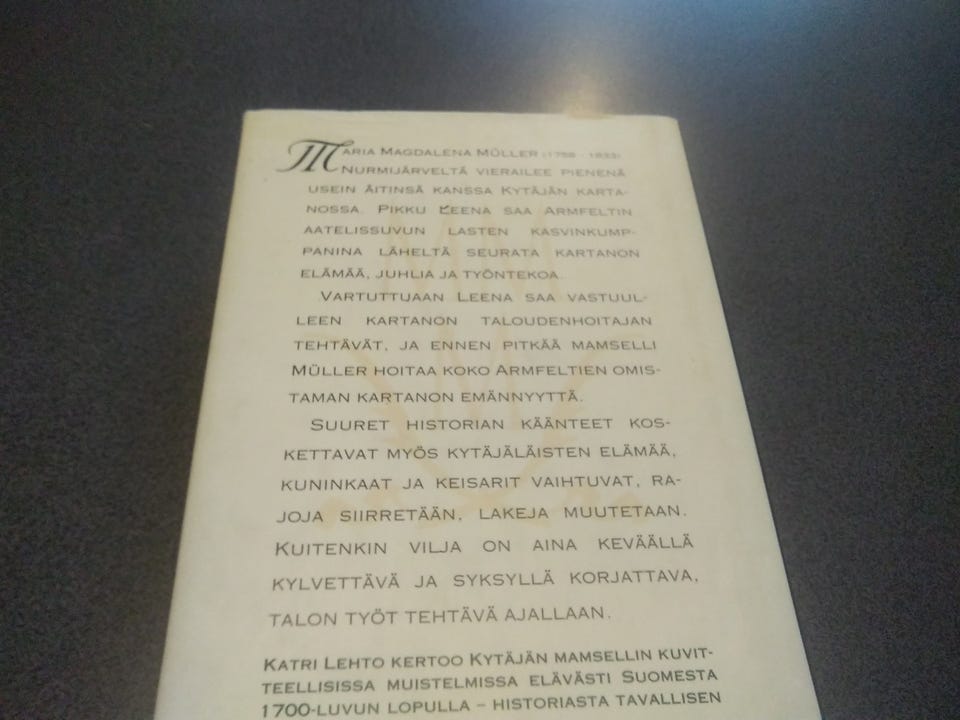 Maria Magdalena Müller
Nurmijärveltä vierailee pienenä
usein äitinsä kanssa Kytäjän karta-
nossa. Pikku Leena saa Armfeltin
aatelissuvun lasten kasvinkump-
panina läheltä seurata kartanon
elämää, juhlia ja työntekoa.
Vartuttuaan Leena saa vastuul-
leen kartanon taloudenhoitajan
tehtävät, ja ennen pitkää mamselli
Müller hoitaa koko Armfeltien omis-
taman kartanon emännyyttä.
Suuret historian käänteet kos-
kettavat myös kytäjäläisten elämää,
kuninkaat ja keisarit vaihtuvat, ra-
joja siirretään, lakeja muutetaan.
Kuitenkin vilja on aina keväällä
kylvettävä ja syksyllä korjattava,
talon työt tehtävä ajallaan.
Katri Lehto kertoo Kytäjän mamsellin kuvit-
teellisissa muistelmissa elävästi Suomesta
1700-luvun lopulla – historiasta tavallisen